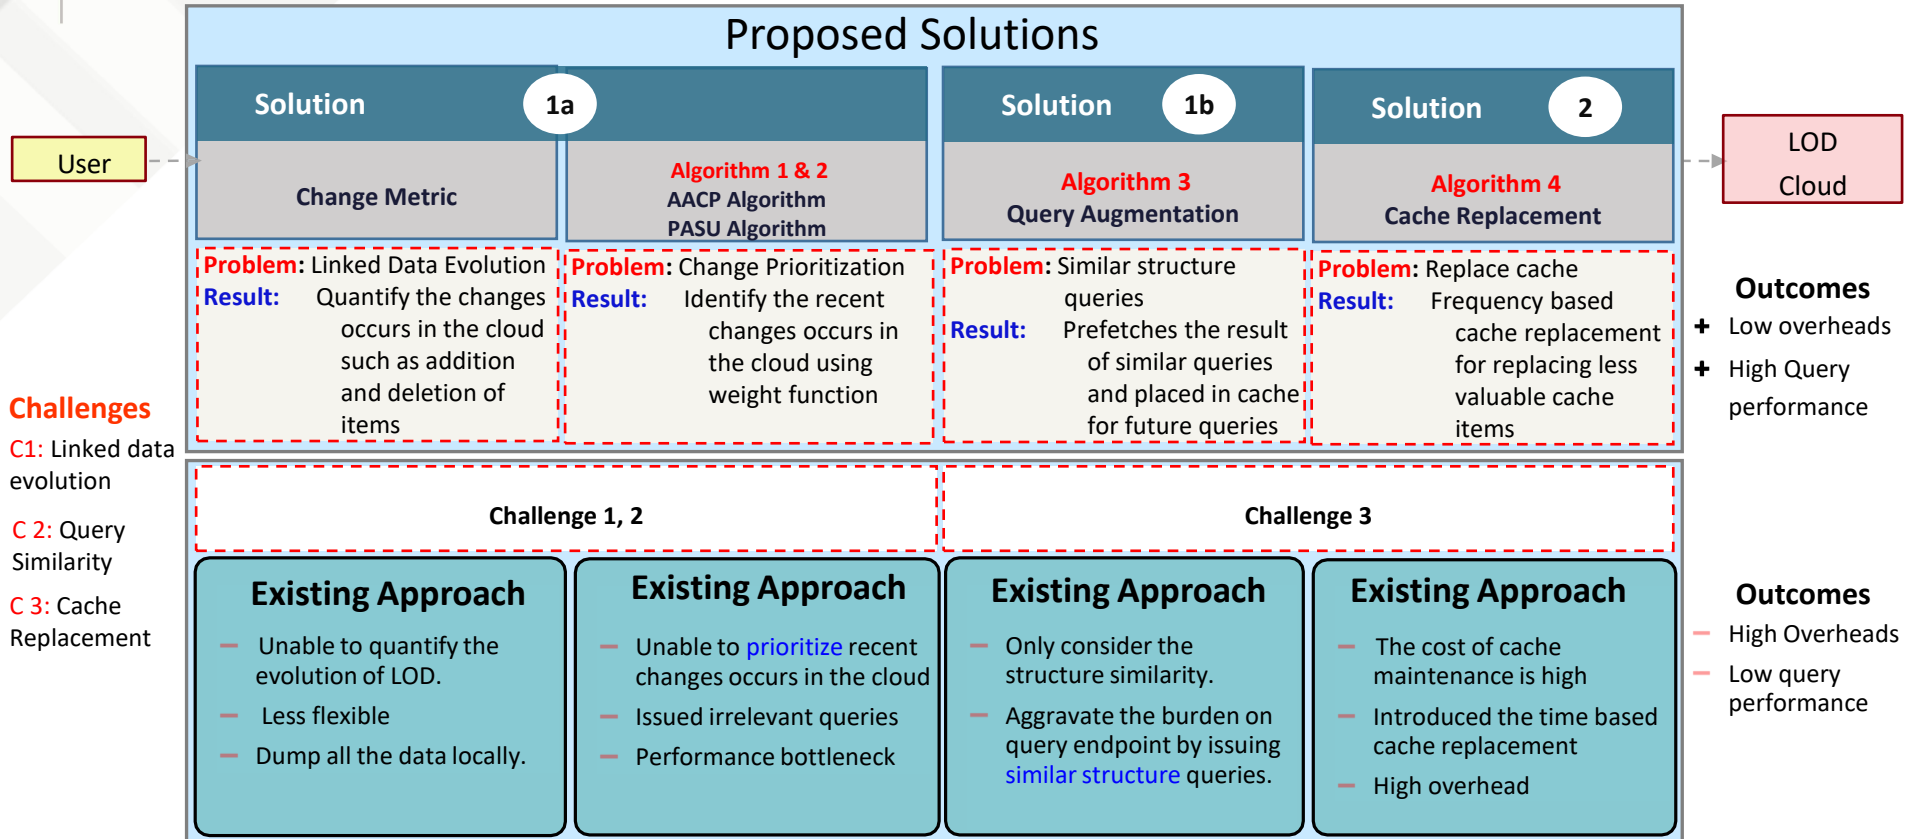 Proposed Solutions
User
Solution
1a
Change Metric
Algorithm 1 & 2
AACP Algorithm
PASU Algorithm
Solution
1b
Algorithm 3
Query Augmentation
Solution
2
Algorithm 4
Cache Replacement
LOD
Cloud
Problem: Linked Data Evolution
Result: Quantify the changes
occurs in the cloud
such as addition
and deletion of
items
Problem: Change Prioritization
Result: Identify the recent
changes occurs in
the cloud using
weight function
Problem: Similar structure
queries
Result: Prefetches the result
of similar queries
and placed in cache
for future queries
Problem: Replace cache
Result: Frequency based
cache replacement
for replacing less
valuable cache
items
Outcomes
+ Low overheads
+ High Query
performance
Challenges
C1: Linked data
evolution
C 2: Query
Similarity
C 3: Cache
Replacement
Challenge 1, 2
Challenge 3
Existing Approach
– Unable to quantify the
evolution of LOD.
– Less flexible
– Dump all the data locally.
Existing Approach
– Unable to prioritize recent
changes occurs in the cloud
– Issued irrelevant queries
– Performance bottleneck
Existing Approach
– Only consider the
structure similarity.
– Aggravate the burden on
query endpoint by issuing
similar structure queries.
Existing Approach
– The cost of cache
maintenance is high
– Introduced the time based
cache replacement
– High overhead
Outcomes
– High Overheads
– Low query
performance